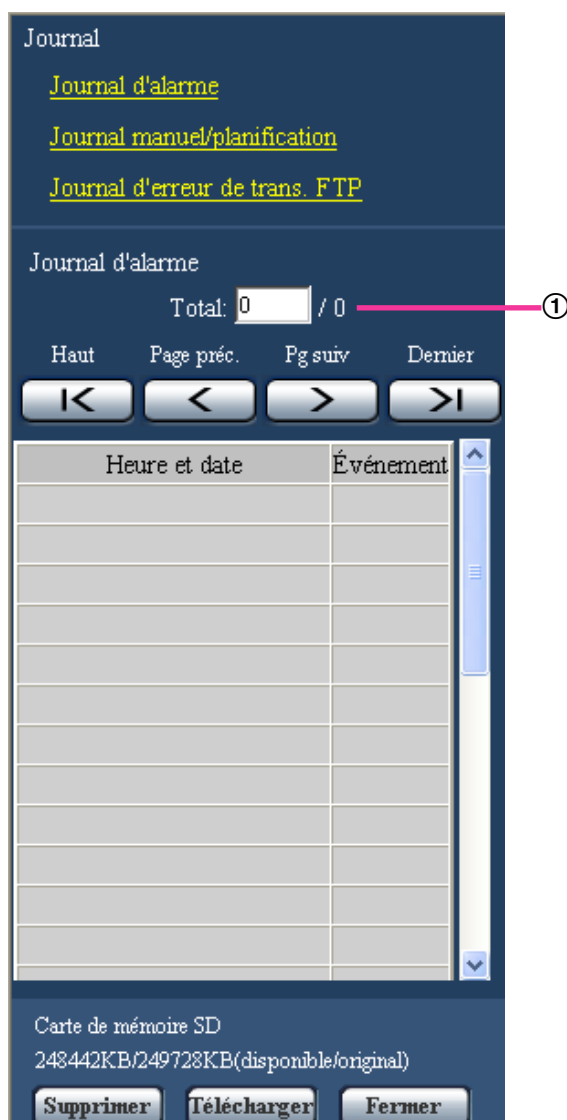 Journal
Journal d'alarme
Journal manuel/planification
Journal d'erreur de trans. FTP
Journal d'alarme
Total: 0 / 0 ①
Haut Page préc. Pg suiv Dernier
Heure et date Événement
Carte de mémoire SD
248442KB/249728KB(disponible/original)
Supprimer Télécharger Fermer